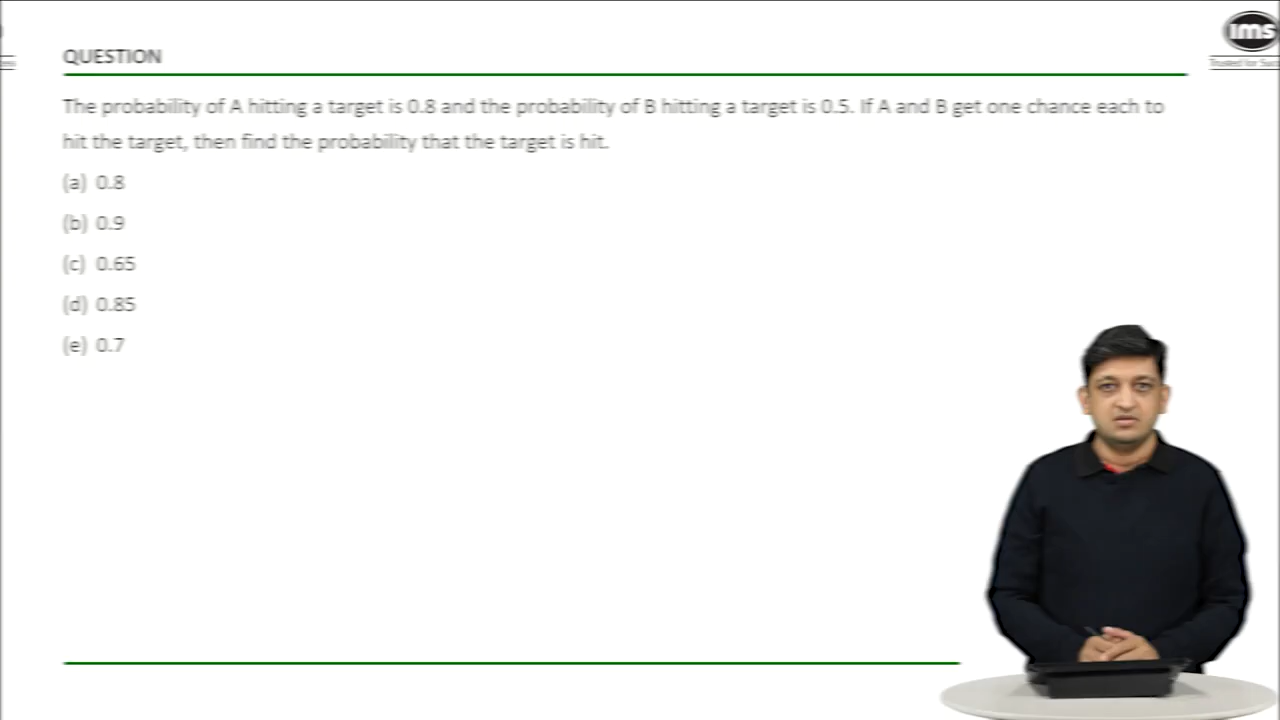 ims
QUESTION
The probability of A hitting a target is 0.8 and the probability of B hitting a target is 0.5. If A and B get one chance each to
hit the target, then find the probability that the target is hit.
(a) 0.8
(b) 0.9
(c) 0.65
(d) 0.85
(e) 0.7